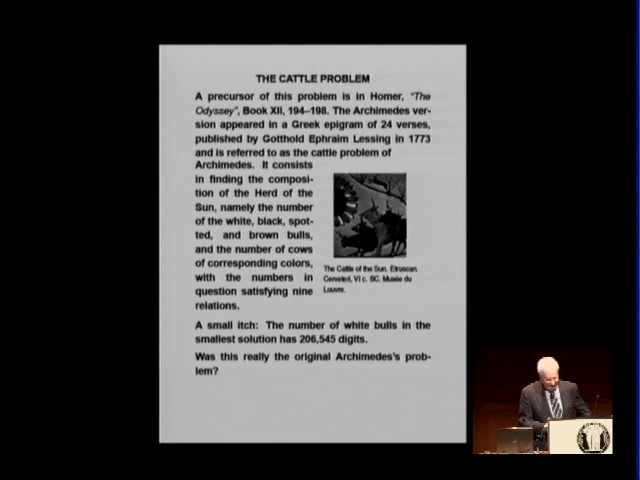 THE CATTLE PROBLEM
A precursor of this problem is in Homer, "The
Odyssey", Book XII, 194–198. The Archimedes ver-
sion appeared in a Greek epigram of 24 verses,
published by Gotthold Ephraim Lessing in 1773
and is referred to as the cattle problem of
Archimedes. It consists
in finding the composi-
tion of the Herd of the
Sun, namely the number
of the white, black, spot-
ted, and brown bulls,
and the number of cows
of corresponding colors,
with the numbers in
question satisfying nine
relations.
The Cattle of the Sun. Etruscan.
Cerveteri, VI c. BC. Musée du
Louvre.
A small itch: The number of white bulls in the
smallest solution has 206,545 digits.
Was this really the original Archimedes's prob-
lem?